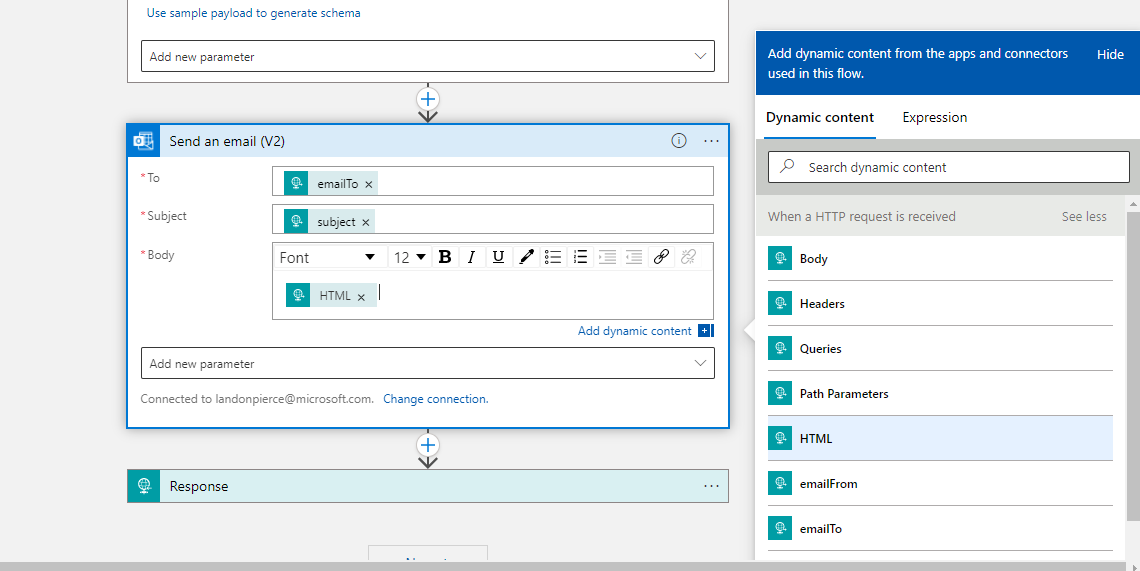 Use sample payload to generate schema
Add new parameter
Send an email (V2)
* To
emailTo ×
* Subject
subject ×
* Body
Font 12 B I U
HTML ×
Add dynamic content
Add new parameter
Connected to landonpierce@microsoft.com. Change connection.
Response
Add dynamic content from the apps and connectors
used in this flow.
Hide
Dynamic content Expression
Search dynamic content
When a HTTP request is received See less
Body
Headers
Queries
Path Parameters
HTML
emailFrom
emailTo